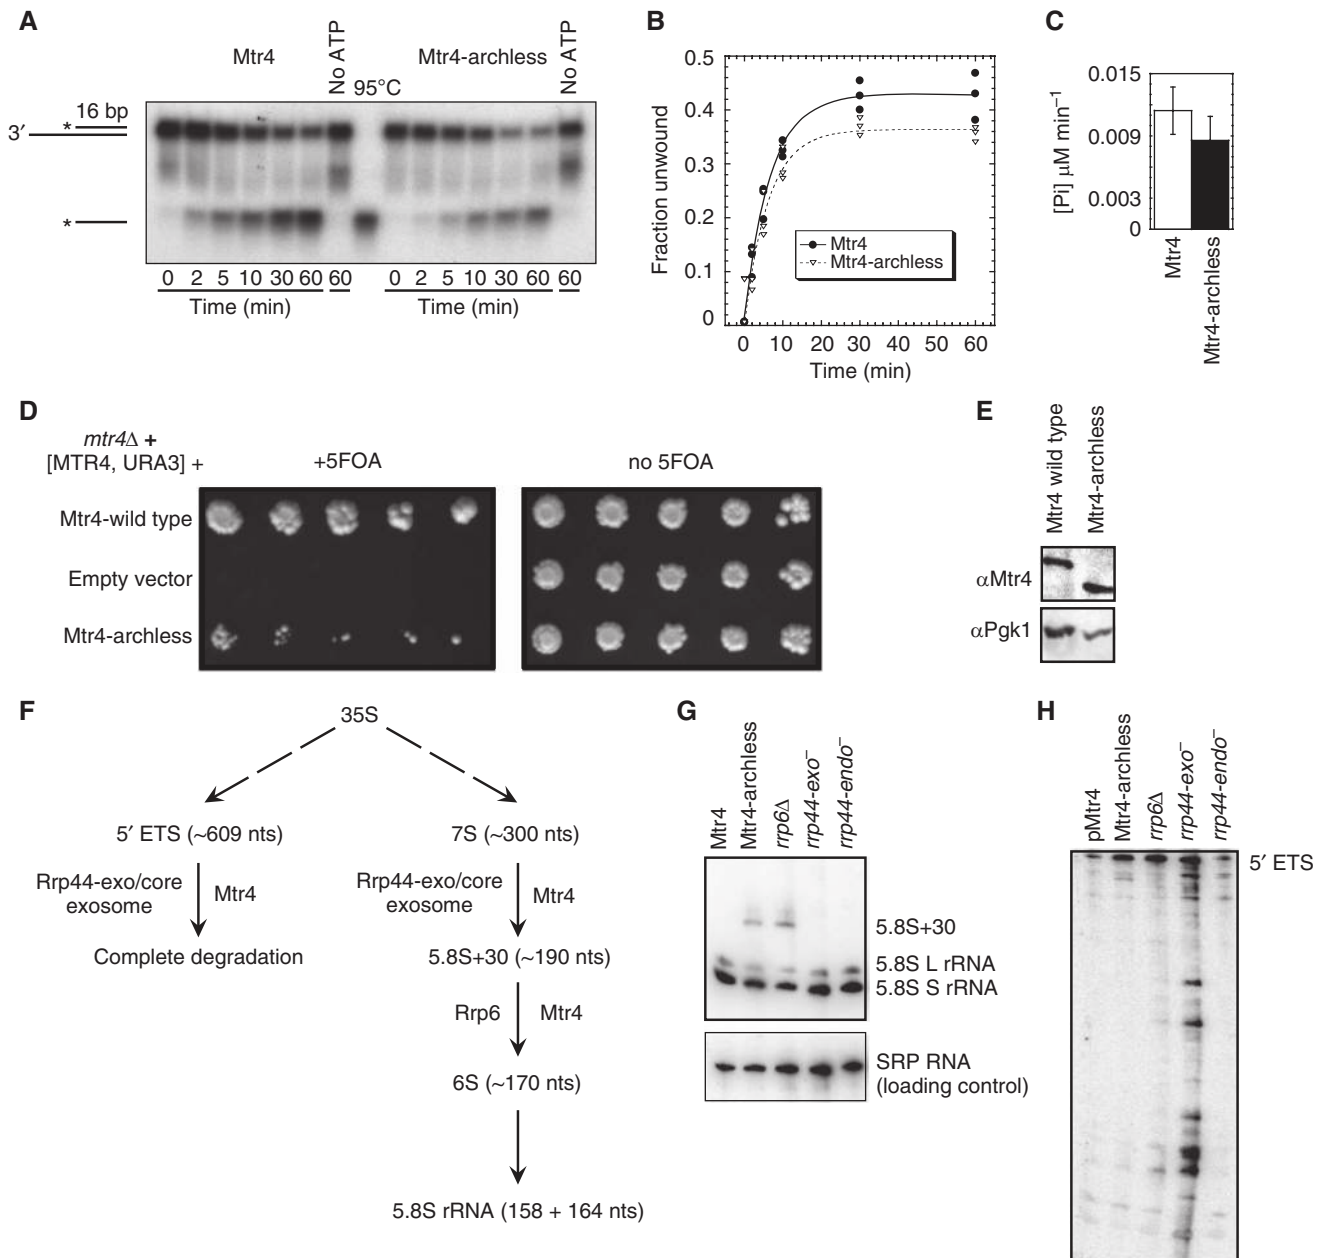 A
Mtr4
No ATP
95°C
Mtr4-archless
No ATP
16 bp
*
3′
*
0 2 5 10 30 60 60 0 2 5 10 30 60 60
Time (min) Time (min)
B
0.5
0.4
0.3
0.2
0.1
0
Fraction unwound
Mtr4
Mtr4-archless
0 10 20 30 40 50 60
Time (min)
C
0.015
0.009
0.003
0
[Pi] μM min⁻¹
Mtr4
Mtr4-archless
D
mtr4Δ +
[MTR4, URA3] +
+5FOA
no 5FOA
Mtr4-wild type
Empty vector
Mtr4-archless
E
Mtr4 wild type
Mtr4-archless
αMtr4
αPgk1
F
35S
5′ ETS (~609 nts)
7S (~300 nts)
Rrp44-exo/core
exosome
Mtr4
Rrp44-exo/core
exosome
Mtr4
Complete degradation
5.8S+30 (~190 nts)
Rrp6
Mtr4
6S (~170 nts)
5.8S rRNA (158 + 164 nts)
G
Mtr4
Mtr4-archless
rrp6Δ
rrp44-exo⁻
rrp44-endo⁻
5.8S+30
5.8S L rRNA
5.8S S rRNA
SRP RNA
(loading control)
H
pMtr4
Mtr4-archless
rrp6Δ
rrp44-exo⁻
rrp44-endo⁻
5′ ETS